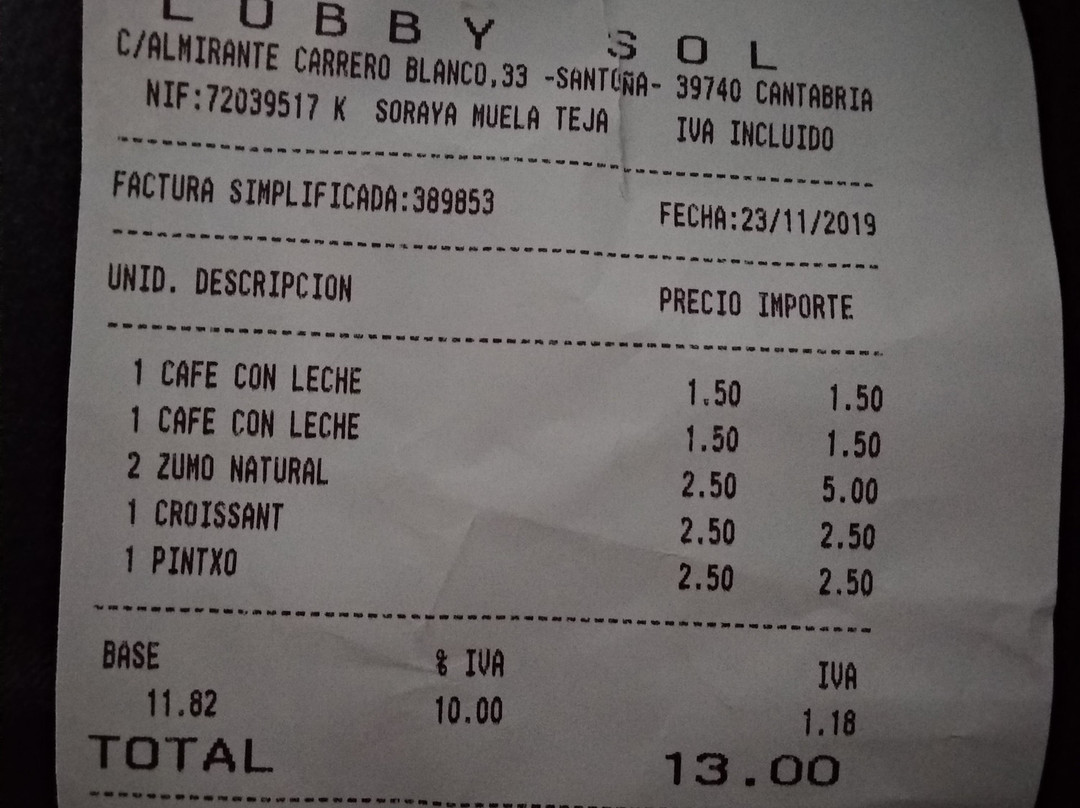 LOBBY SOL
C/ALMIRANTE CARRERO BLANCO,33 -SANTOÑA- 39740 CANTABRIA
NIF:72039517 K SORAYA MUELA TEJA IVA INCLUIDO
FACTURA SIMPLIFICADA:389853 FECHA:23/11/2019
UNID. DESCRIPCION PRECIO IMPORTE
1 CAFE CON LECHE 1.50 1.50
1 CAFE CON LECHE 1.50 1.50
2 ZUMO NATURAL 2.50 5.00
1 CROISSANT 2.50 2.50
1 PINTXO 2.50 2.50
BASE % IVA IVA
11.82 10.00 1.18
TOTAL 13.00